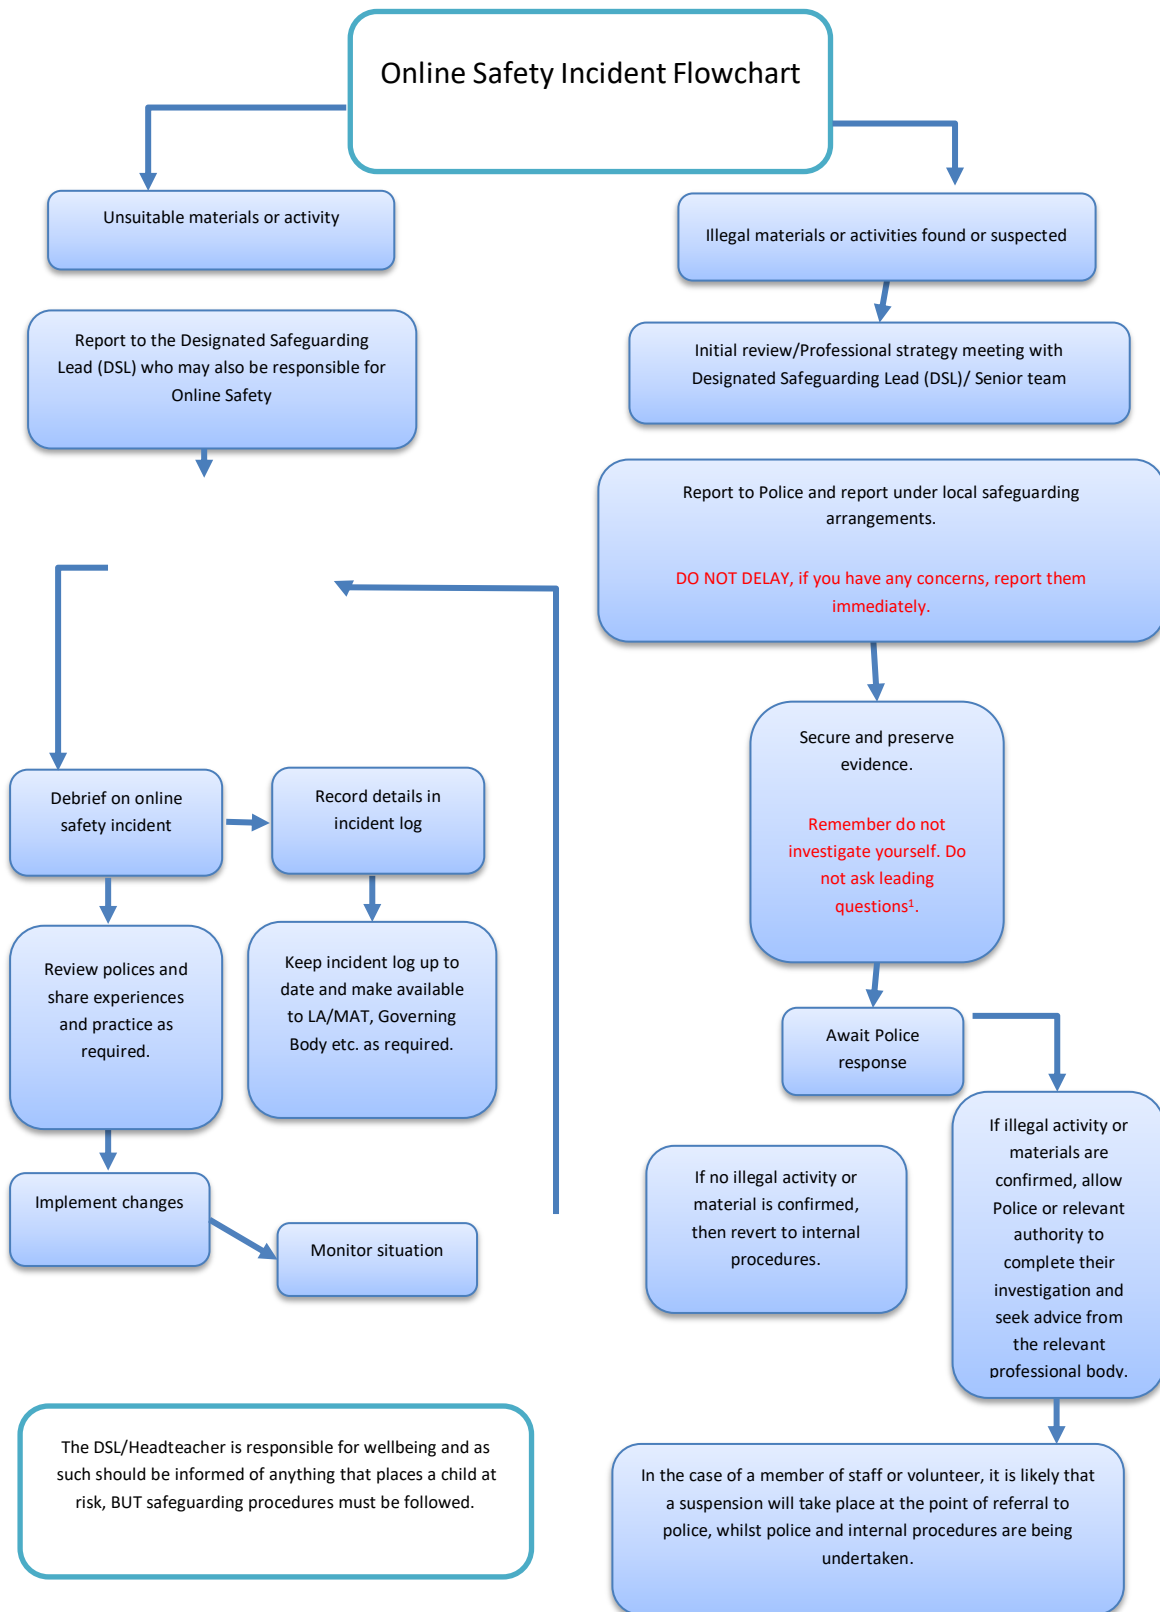 Online Safety Incident Flowchart
Unsuitable materials or activity
Report to the Designated Safeguarding
Lead (DSL) who may also be responsible for
Online Safety
Debrief on online
safety incident
Record details in
incident log
Review polices and
share experiences
and practice as
required.
Keep incident log up to
date and make available
to LA/MAT, Governing
Body etc. as required.
Implement changes
Monitor situation
The DSL/Headteacher is responsible for wellbeing and as
such should be informed of anything that places a child at
risk, BUT safeguarding procedures must be followed.
Illegal materials or activities found or suspected
Initial review/Professional strategy meeting with
Designated Safeguarding Lead (DSL)/ Senior team
Report to Police and report under local safeguarding
arrangements.
DO NOT DELAY, if you have any concerns, report them
immediately.
Secure and preserve
evidence.
Remember do not
investigate yourself. Do
not ask leading
questions¹.
Await Police
response
If no illegal activity or
material is confirmed,
then revert to internal
procedures.
If illegal activity or
materials are
confirmed, allow
Police or relevant
authority to
complete their
investigation and
seek advice from
the relevant
professional body.
In the case of a member of staff or volunteer, it is likely that
a suspension will take place at the point of referral to
police, whilst police and internal procedures are being
undertaken.